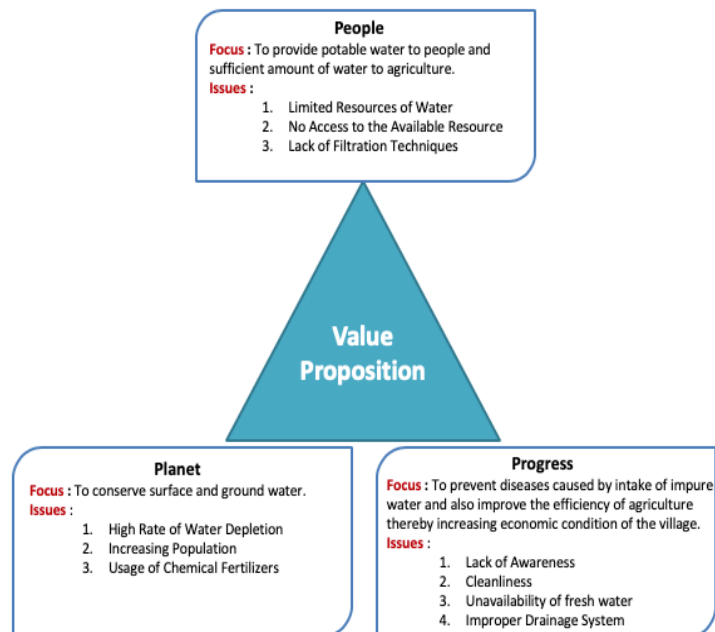 People
Focus : To provide potable water to people and
sufficient amount of water to agriculture.
Issues :
1. Limited Resources of Water
2. No Access to the Available Resource
3. Lack of Filtration Techniques
Value
Proposition
Planet
Focus : To conserve surface and ground water.
Issues :
1. High Rate of Water Depletion
2. Increasing Population
3. Usage of Chemical Fertilizers
Progress
Focus : To prevent diseases caused by intake of impure
water and also improve the efficiency of agriculture
thereby increasing economic condition of the village.
Issues :
1. Lack of Awareness
2. Cleanliness
3. Unavailability of fresh water
4. Improper Drainage System